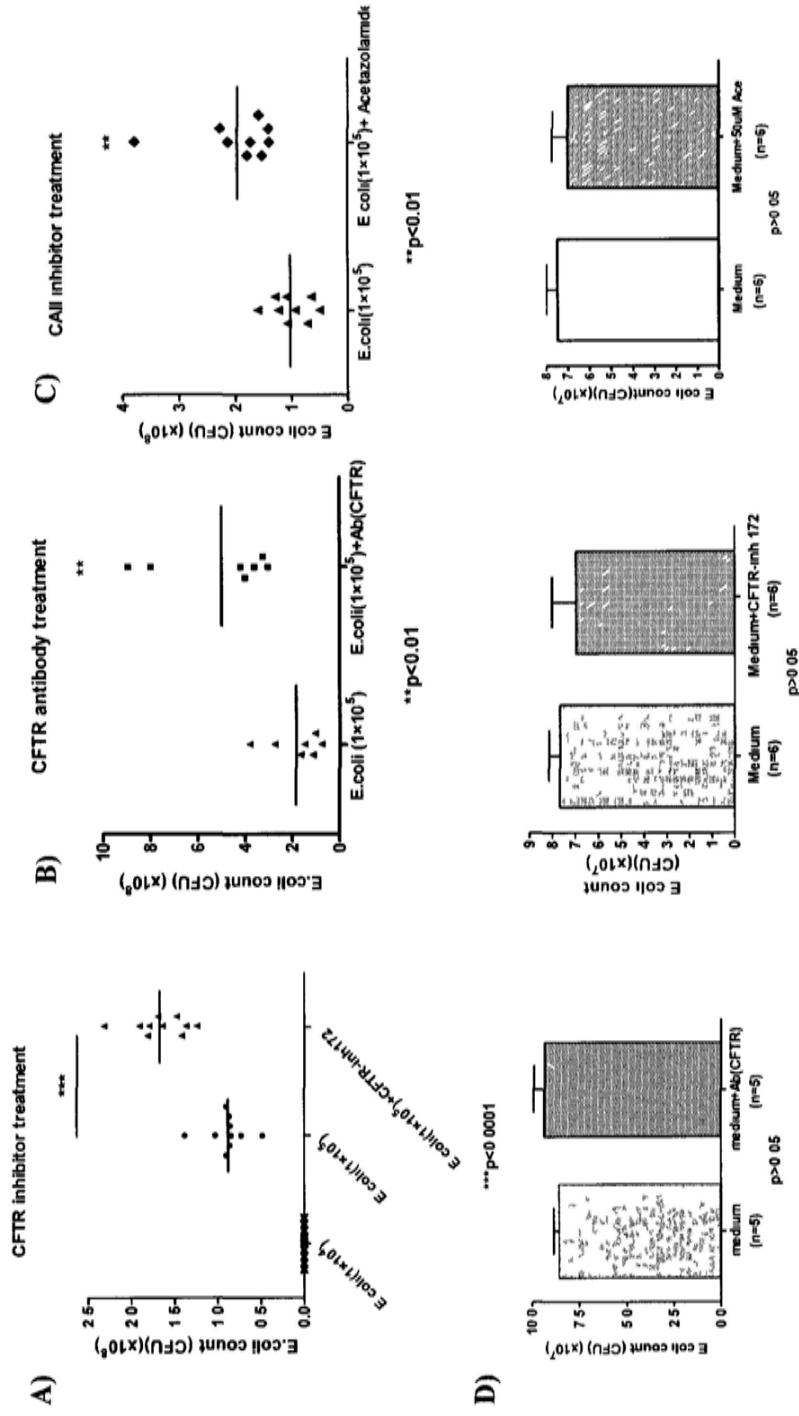 A)
CFTR inhibitor treatment
E.coli count (CFU)(x10⁸)
2 5
2 0
1 5
1 0
0 5
0.0
***
E coli(1×10⁵)
E coli(1×10⁵)+CFTR-inh172
***p<0 0001
B)
CFTR antibody treatment
E.coli count (CFU) (x10⁸)
10
8
6
4
2
0
**
E.coli (1×10⁵)
E.coli(1×10⁵)+Ab(CFTR)
**p<0.01
C)
CAII inhibitor treatment
E coli count (CFU) (x10⁸)
4
3
2
1
0
**
E.coli(1×10⁵)
E coli(1×10⁵)+ Acetazolamide
**p<0.01
D)
E coli count (CFU) (x10⁷)
10 0
7 5
5 0
2 5
0 0
medium
(n=5)
medium+Ab(CFTR)
(n=5)
p>0 05
E coli count
(CFU)(x10⁷)
9
8
7
6
5
4
3
2
1
0
Medium
(n=6)
Medium+CFTR-inh 172
(n=6)
p>0 05
E coli count(CFU)(x10⁷)
8
7
6
5
4
3
2
1
0
Medium
(n=6)
Medium+50uM Ace
(n=6)
p>0 05